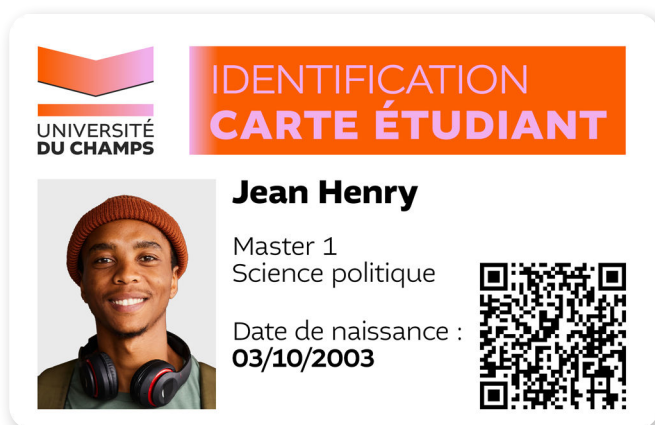 UNIVERSITÉ
DU CHAMPS
IDENTIFICATION
CARTE ÉTUDIANT
Jean Henry
Master 1
Science politique
Date de naissance :
03/10/2003